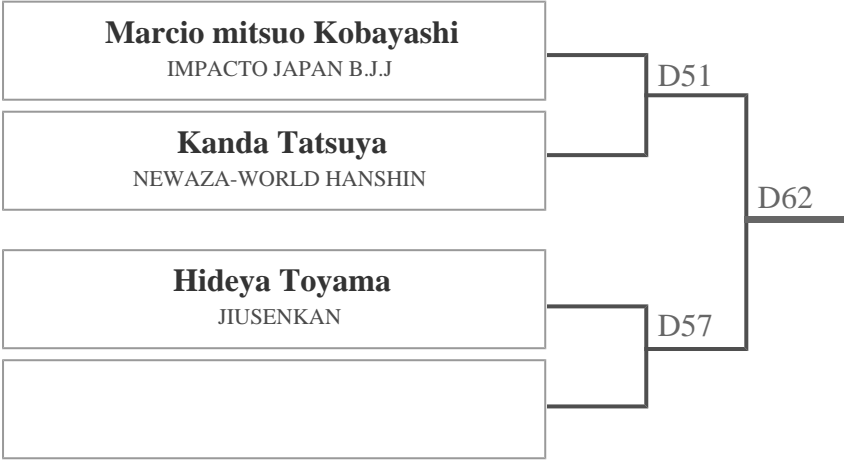 Marcio mitsuo Kobayashi
IMPACTO JAPAN B.J.J
D51
Kanda Tatsuya
NEWAZA-WORLD HANSHIN
D62
Hideya Toyama
JIUSENKAN
D57